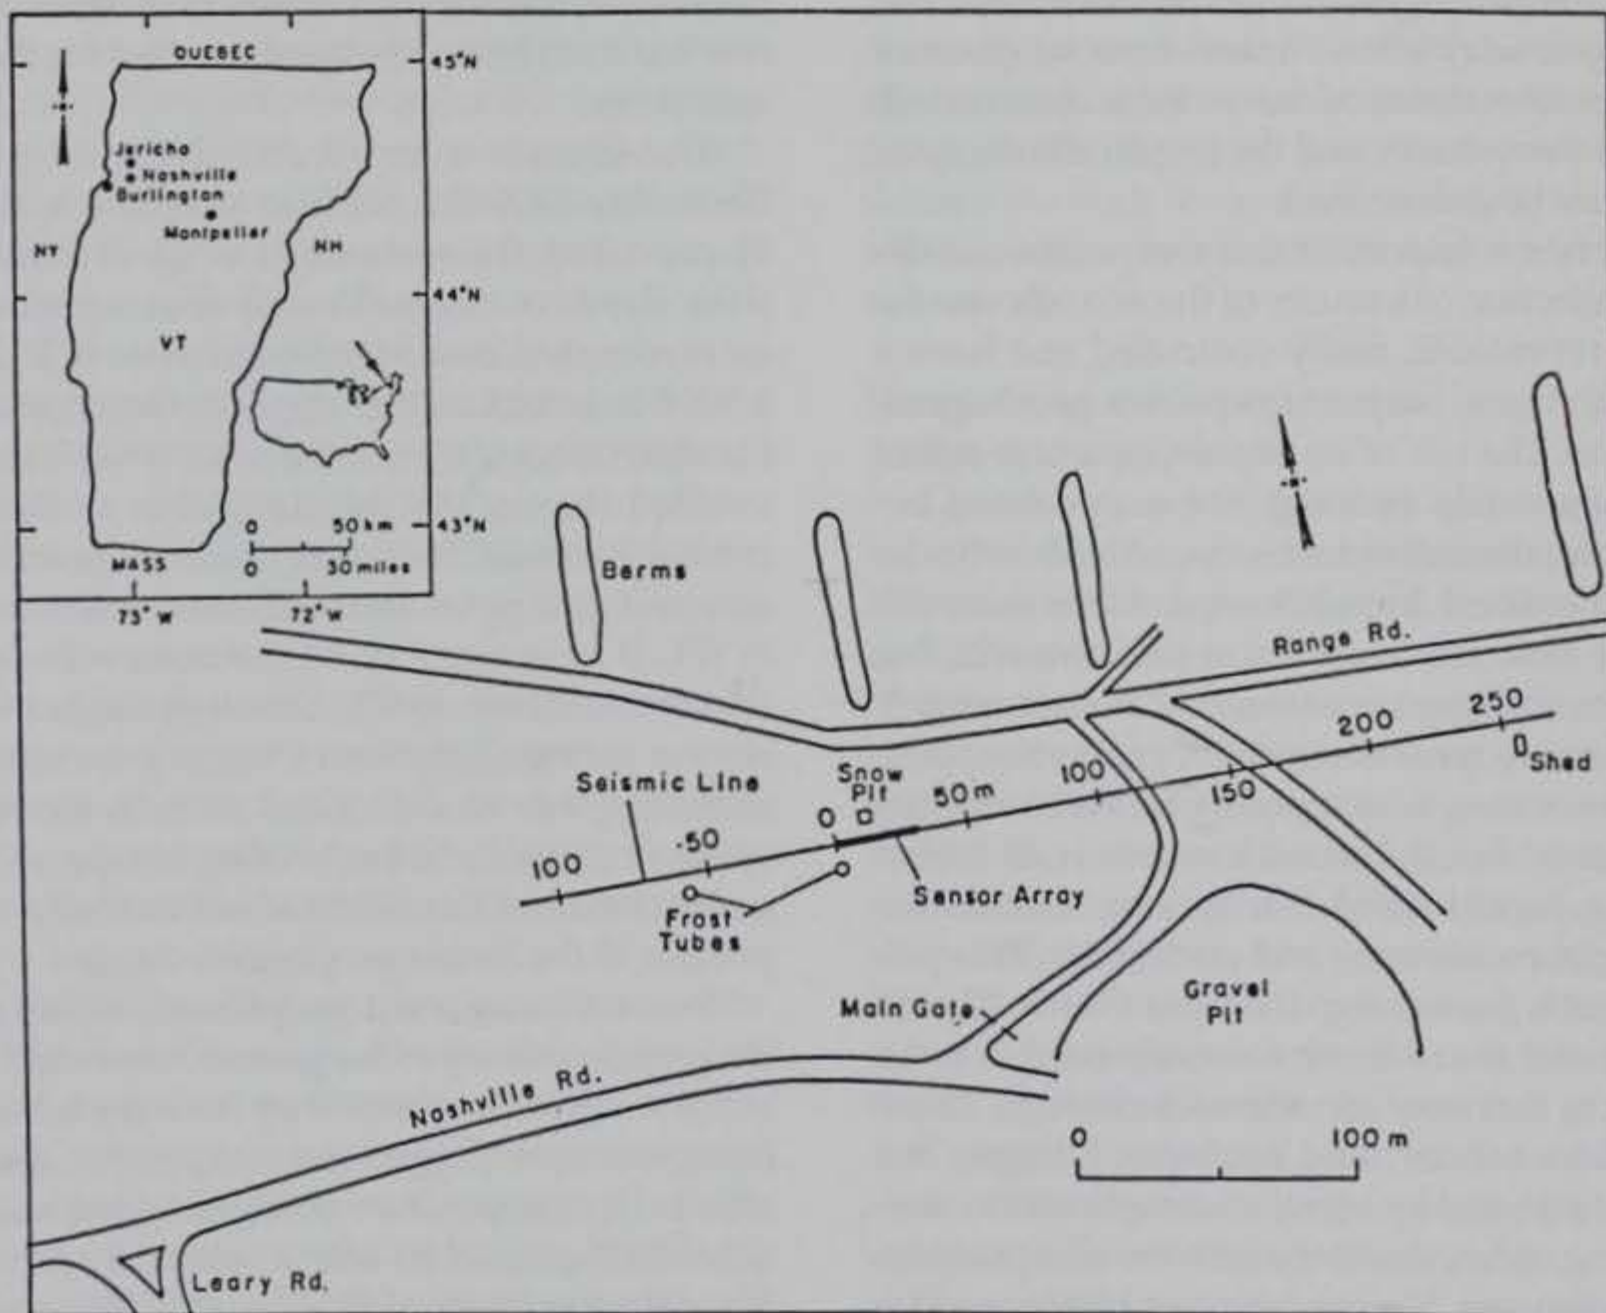 QUEBEC
45°N
Jericho
Nashville
Burlington
Montpelier
NY
NH
44°N
VT
43°N
0 50 km
0 30 miles
MASS
73° W
72° W
Berms
Range Rd.
250
200
Shed
Snow
Pit
100
150
Seismic Line
50 m
0
-50
100
Sensor Array
Frost
Tubes
Main Gate
Gravel
Pit
Nashville Rd.
0 100 m
Leary Rd.